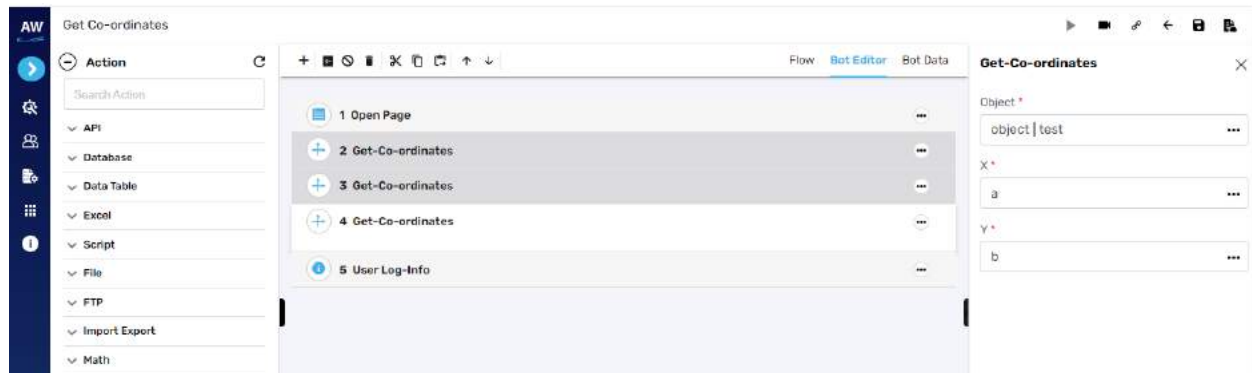 AW
Get Co-ordinates
Action
Search Action
API
Database
Data Table
Excel
Script
File
FTP
Import Export
Math
Flow Bot Editor Bot Data
1 Open Page
2 Get-Co-ordinates
3 Get-Co-ordinates
4 Get-Co-ordinates
5 User Log-Info
Get-Co-ordinates
Object *
object | test
X *
a
Y *
b